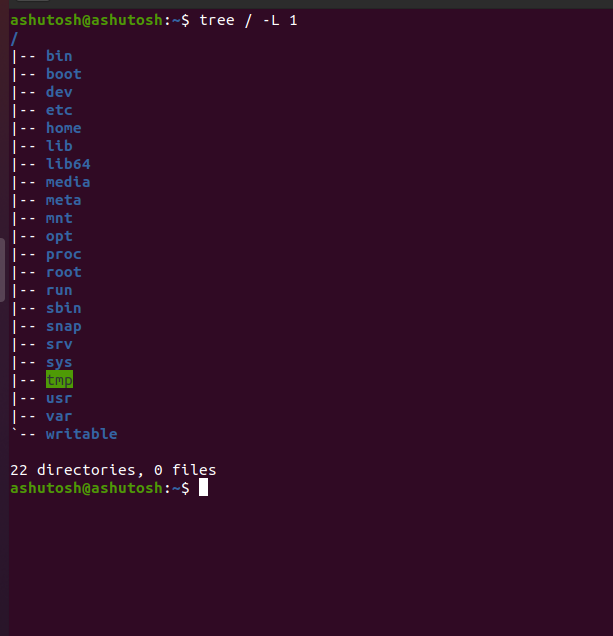 ashutosh@ashutosh:~$ tree / -L 1
/
|-- bin
|-- boot
|-- dev
|-- etc
|-- home
|-- lib
|-- lib64
|-- media
|-- meta
|-- mnt
|-- opt
|-- proc
|-- root
|-- run
|-- sbin
|-- snap
|-- srv
|-- sys
|-- tmp
|-- usr
|-- var
`-- writable

22 directories, 0 files
ashutosh@ashutosh:~$